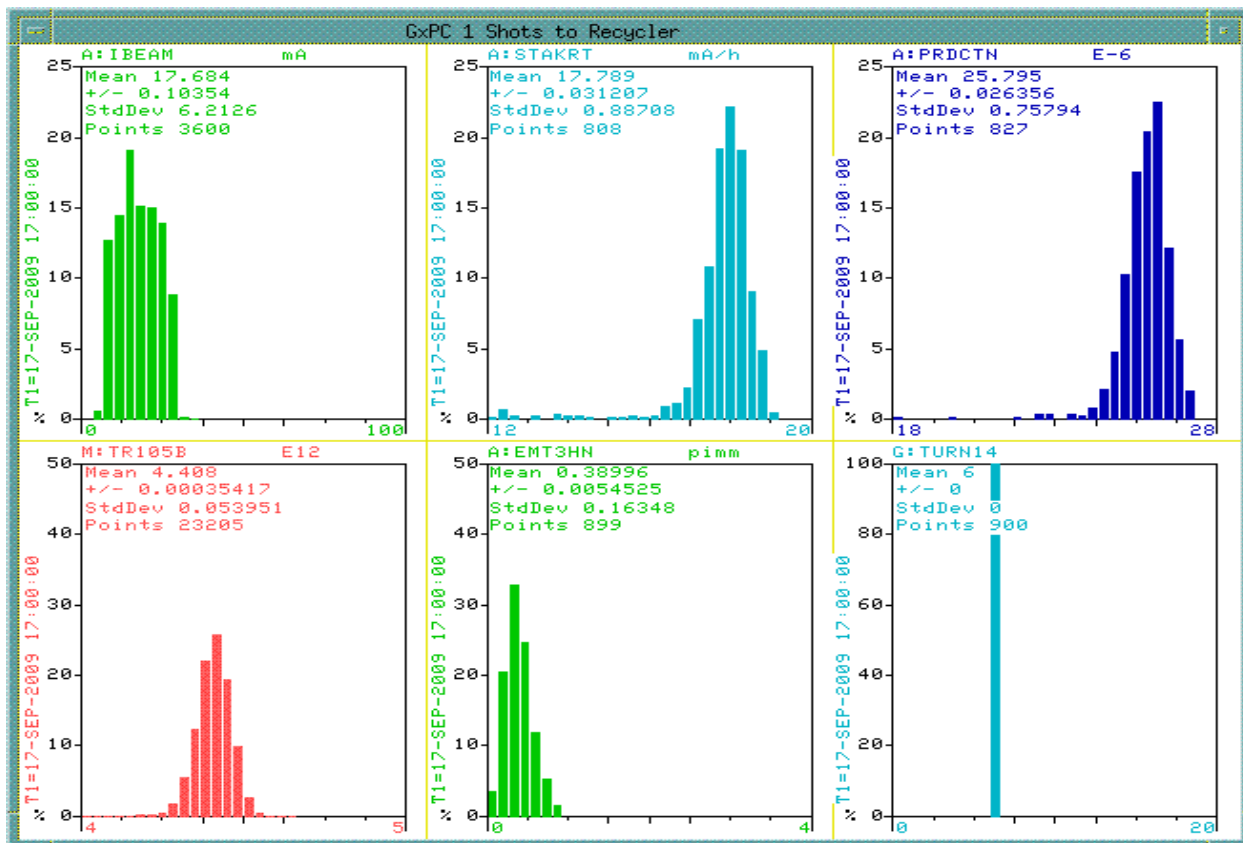 GxPC 1 Shots to Recycler
A:IBEAM mA
25
20
15
10
5
0
%
Mean 17.684
+/- 0.10354
StdDev 6.2126
Points 3600
T1=17-SEP-2009 17:00:00
0 100
A:STAKRT mA/h
25
20
15
10
5
0
%
Mean 17.789
+/- 0.031207
StdDev 0.88708
Points 808
T1=17-SEP-2009 17:00:00
12 20
A:PRDCTN E-6
25
20
15
10
5
0
%
Mean 25.795
+/- 0.026356
StdDev 0.75794
Points 827
T1=17-SEP-2009 17:00:00
18 28
M:TR105B E12
50
40
30
20
10
0
%
Mean 4.408
+/- 0.00035417
StdDev 0.053951
Points 23205
T1=17-SEP-2009 17:00:00
4 5
A:EMT3HN pimm
50
40
30
20
10
0
%
Mean 0.38996
+/- 0.0054525
StdDev 0.16348
Points 899
T1=17-SEP-2009 17:00:00
0 4
G:TURN14
100
80
60
40
20
0
%
Mean 6
+/- 0
StdDev 0
Points 900
T1=17-SEP-2009 17:00:00
0 20